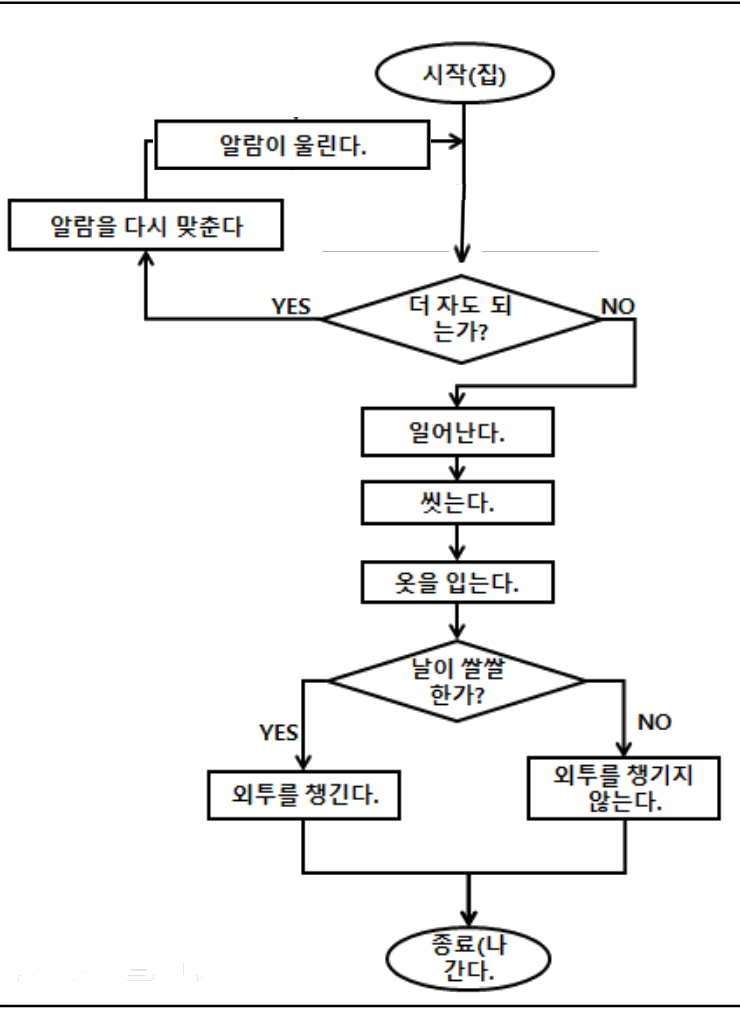 시작(집)
알람이 울린다.
알람을 다시 맞춘다
YES
더 자도 되
는가?
NO
일어난다.
씻는다.
옷을 입는다.
날이 쌀쌀
한가?
YES
NO
외투를 챙긴다.
외투를 챙기지
않는다.
종료(나
간다.